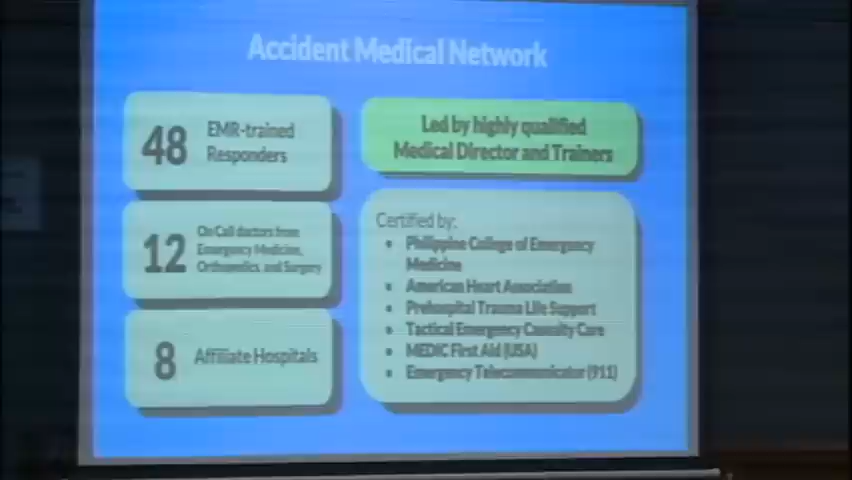 Accident Medical Network
48
EMR-trained
Responders
12
On Call doctors from
Emergency Medicine,
Orthopedics, and Surgery
8
Affiliate Hospitals
Led by highly qualified
Medical Director and Trainers
Certified by:
• Philippine College of Emergency
Medicine
• American Heart Association
• Prehospital Trauma Life Support
• Tactical Emergency Casualty Care
• MEDIC First Aid (USA)
• Emergency Telecommunicator (911)